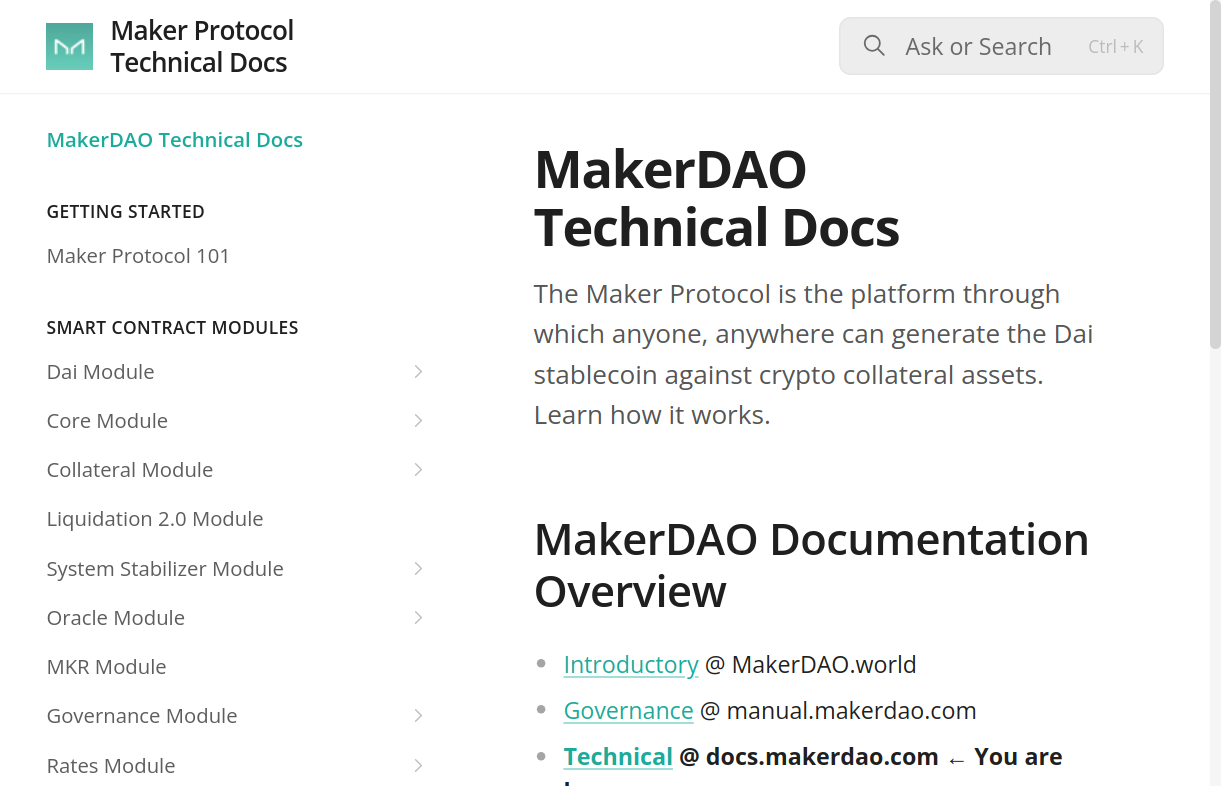 Maker Protocol
Technical Docs
Ask or Search
Ctrl + K
MakerDAO Technical Docs
GETTING STARTED
Maker Protocol 101
SMART CONTRACT MODULES
Dai Module
Core Module
Collateral Module
Liquidation 2.0 Module
System Stabilizer Module
Oracle Module
MKR Module
Governance Module
Rates Module
MakerDAO
Technical Docs
The Maker Protocol is the platform through
which anyone, anywhere can generate the Dai
stablecoin against crypto collateral assets.
Learn how it works.
MakerDAO Documentation
Overview
Introductory @ MakerDAO.world
Governance @ manual.makerdao.com
Technical @ docs.makerdao.com ← You are